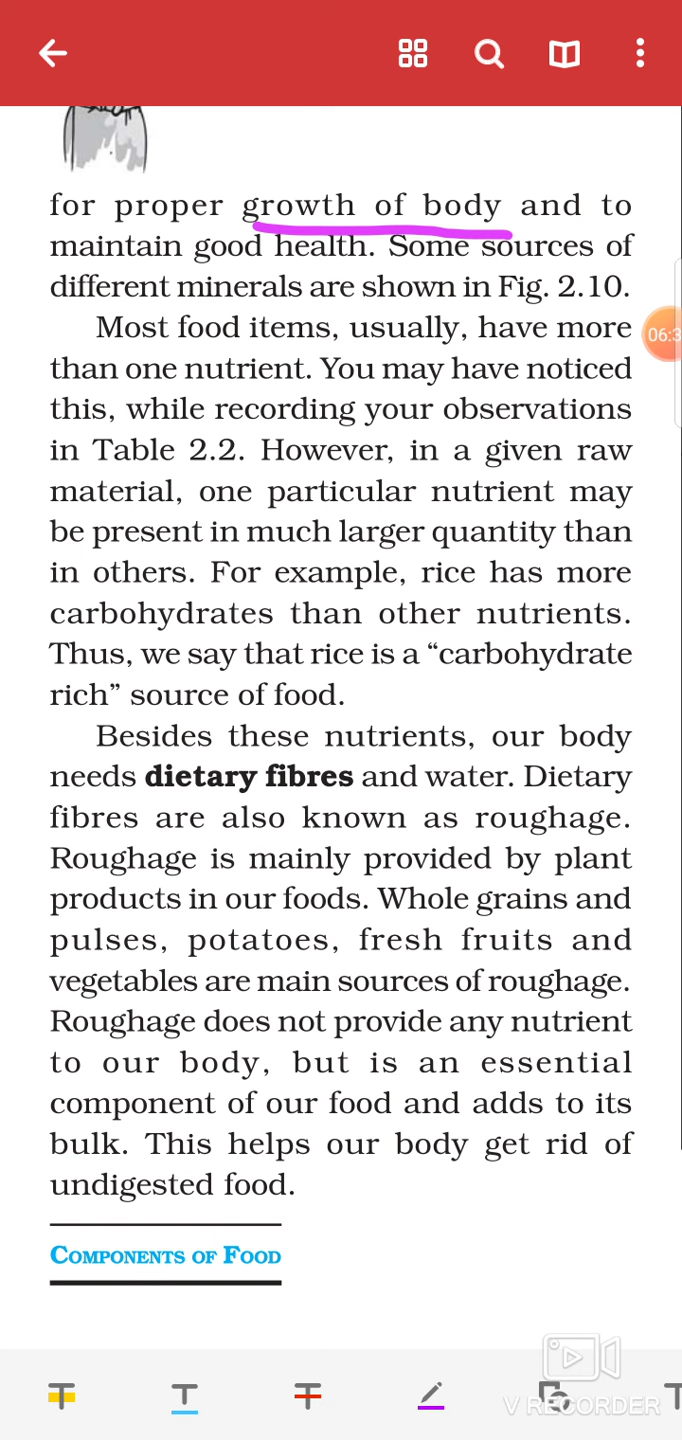 for proper growth of body and to
maintain good health. Some sources of
different minerals are shown in Fig. 2.10.
Most food items, usually, have more
than one nutrient. You may have noticed
this, while recording your observations
in Table 2.2. However, in a given raw
material, one particular nutrient may
be present in much larger quantity than
in others. For example, rice has more
carbohydrates than other nutrients.
Thus, we say that rice is a “carbohydrate
rich” source of food.
Besides these nutrients, our body
needs dietary fibres and water. Dietary
fibres are also known as roughage.
Roughage is mainly provided by plant
products in our foods. Whole grains and
pulses, potatoes, fresh fruits and
vegetables are main sources of roughage.
Roughage does not provide any nutrient
to our body, but is an essential
component of our food and adds to its
bulk. This helps our body get rid of
undigested food.
COMPONENTS OF FOOD
T T T T
V RECORDER